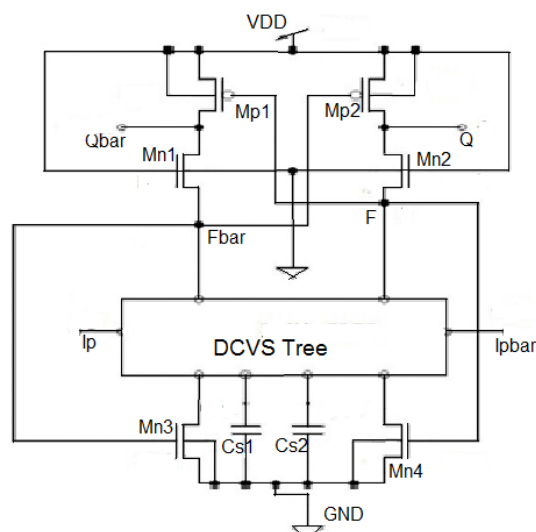 VDD
Mp1
Mp2
Qbar
Q
Mn1
Mn2
Fbar
F
Ip
DCVS Tree
Ipbar
Mn3
Cs1
Cs2
Mn4
GND